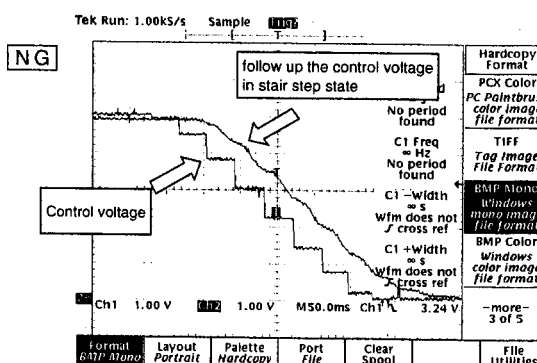 Tek Run: 1.00kS/s Sample
NG
follow up the control voltage
in stair step state
No period
found
C1 Freq
∞ Hz
No period
found
Control voltage
C1 −Width
∞ s
Wfm does not
ʃ cross ref
C1 +Width
∞ s
Wfm does not
ʃ cross ref
Ch1 1.00 V Ch2 1.00 V M50.0ms Ch1 3.24 V
Hardcopy
Format
PCX Color
PC Paintbrush
color image
file format
TIFF
Tag Image
File Format
BMP Mono
Windows
mono image
file format
BMP Color
Windows
color image
file format
−more−
3 of 5
Format
BMP Mono
Layout
Portrait
Palette
Hardcopy
Port
File
Clear
Spool
File
Utilities